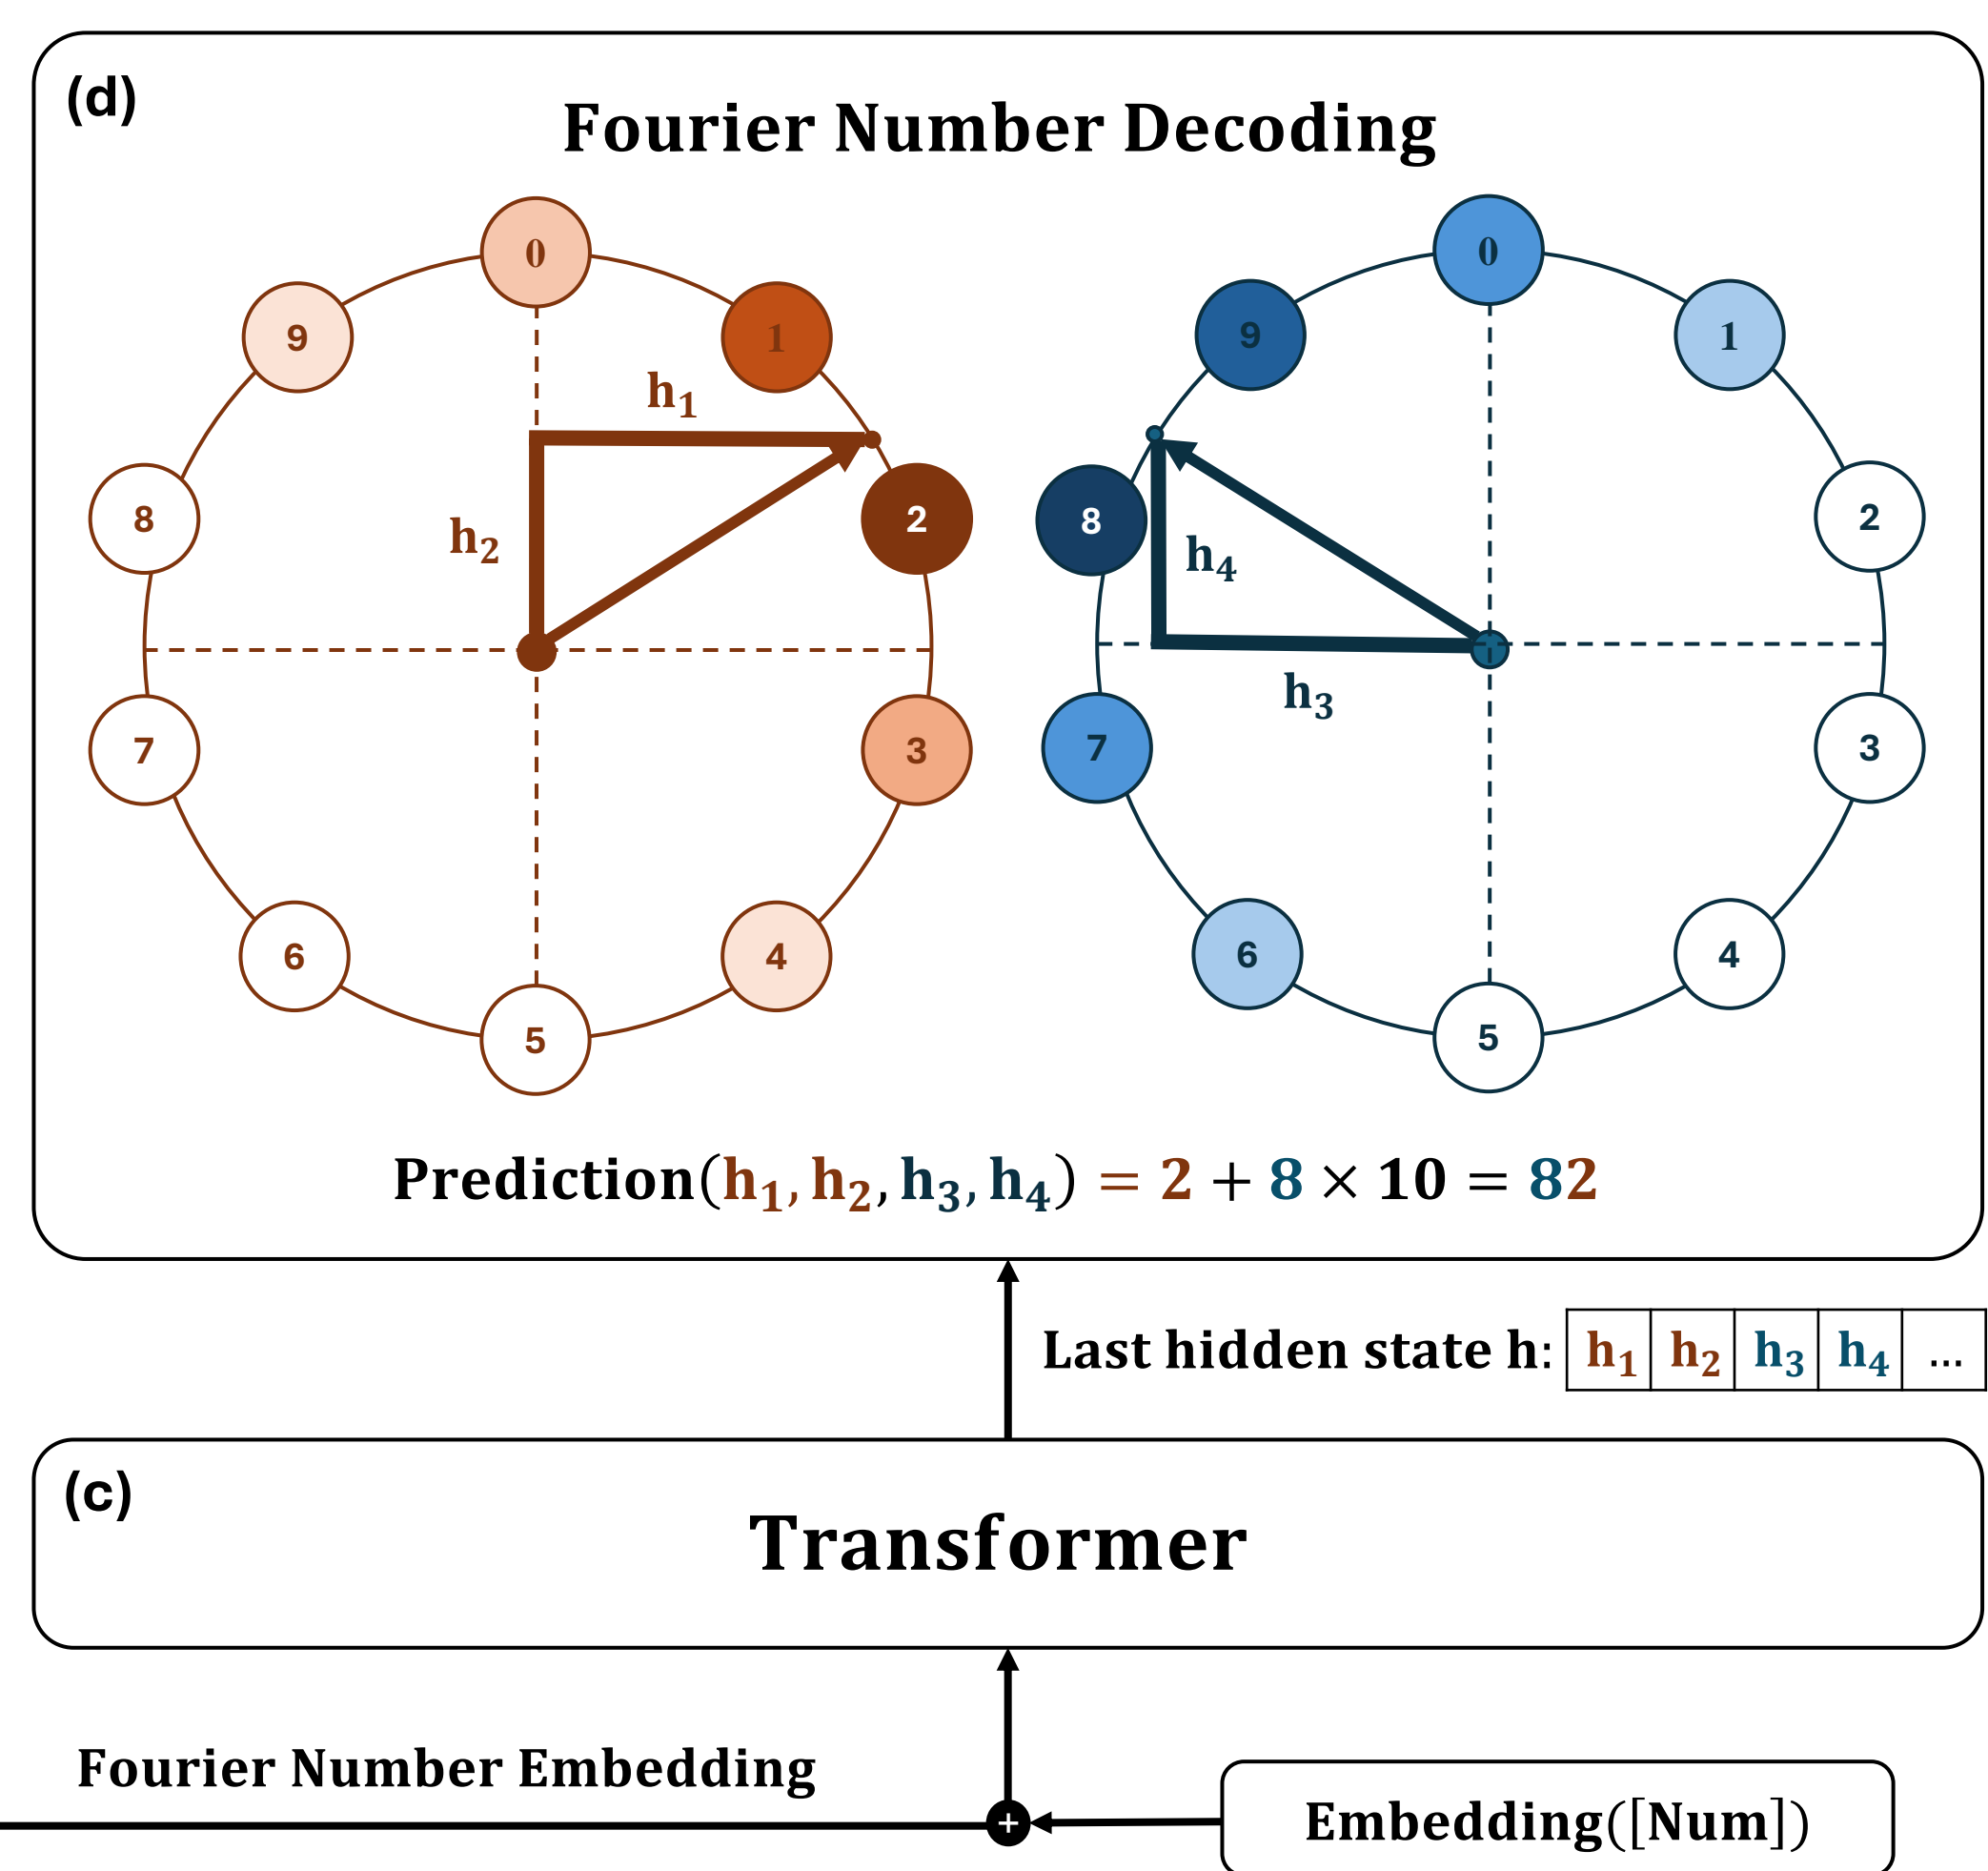 (d)
Fourier Number Decoding
0
9
1
h₁
8
h₂
2
7
3
6
4
5
0
9
1
8
h₄
2
h₃
7
3
6
4
5
Prediction(h₁, h₂, h₃, h₄) = 2 + 8 × 10 = 82
Last hidden state h: h₁ h₂ h₃ h₄ ...
(c)
Transformer
Fourier Number Embedding
+
Embedding([Num])